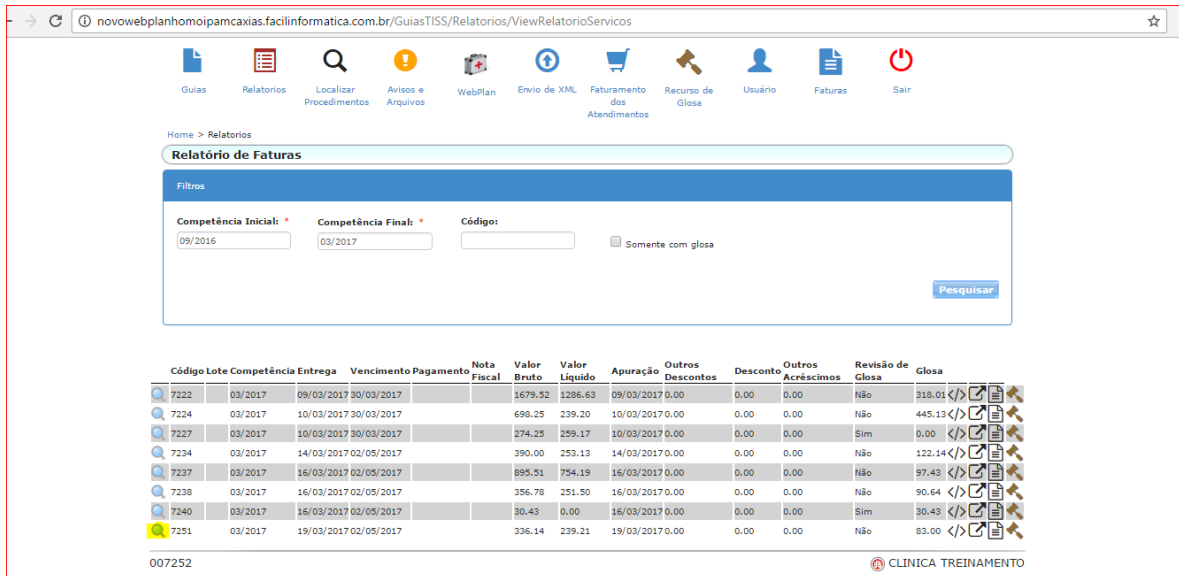 novowebplanhomoipamcaxias.facilinformatica.com.br/GuiasTISS/Relatorios/ViewRelatorioServicos
Guias Relatorios Localizar Procedimentos Avisos e Arquivos WebPlan Envio de XML Faturamento dos Atendimentos Recurso de Glosa Usuário Faturas Sair
Home > Relatorios
Relatório de Faturas
Filtros
Competência Inicial: * Competência Final: * Código:
09/2016 03/2017 Somente com glosa
Pesquisar
Código Lote Competência Entrega Vencimento Pagamento Nota Fiscal Valor Bruto Valor Líquido Apuração Outros Descontos Desconto Outros Acréscimos Revisão de Glosa Glosa
7222 03/2017 09/03/2017 30/03/2017 1679.52 1286.63 09/03/2017 0.00 0.00 0.00 Não 318.01 </>
7224 03/2017 10/03/2017 30/03/2017 698.25 239.20 10/03/2017 0.00 0.00 0.00 Não 445.13 </>
7227 03/2017 10/03/2017 30/03/2017 274.25 259.17 10/03/2017 0.00 0.00 0.00 Sim 0.00 </>
7234 03/2017 14/03/2017 02/05/2017 390.00 253.13 14/03/2017 0.00 0.00 0.00 Não 122.14 </>
7237 03/2017 16/03/2017 02/05/2017 895.51 754.19 16/03/2017 0.00 0.00 0.00 Não 97.43 </>
7238 03/2017 16/03/2017 02/05/2017 356.78 251.50 16/03/2017 0.00 0.00 0.00 Não 90.64 </>
7240 03/2017 16/03/2017 02/05/2017 30.43 0.00 16/03/2017 0.00 0.00 0.00 Sim 30.43 </>
7251 03/2017 19/03/2017 02/05/2017 336.14 239.21 19/03/2017 0.00 0.00 0.00 Não 83.00 </>
007252 CLINICA TREINAMENTO